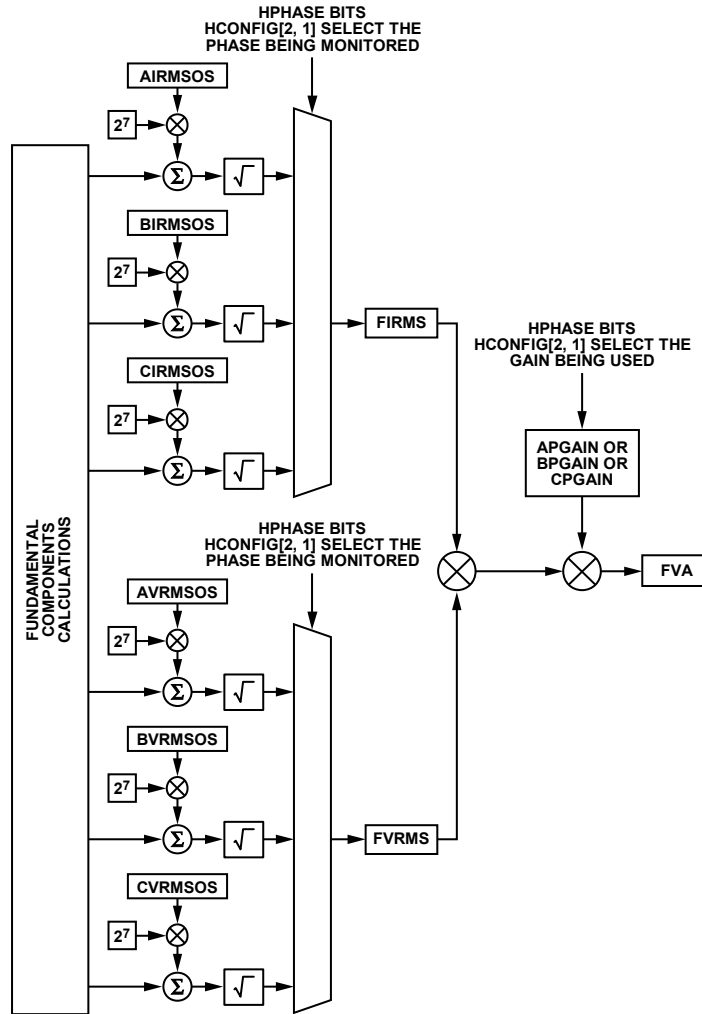 HPHASE BITS
HCONFIG[2, 1] SELECT THE
PHASE BEING MONITORED
AIRMSOS
2⁷
Σ
√
BIRMSOS
2⁷
Σ
√
FIRMS
CIRMSOS
2⁷
Σ
√
HPHASE BITS
HCONFIG[2, 1] SELECT THE
GAIN BEING USED
APGAIN OR
BPGAIN OR
CPGAIN
FUNDAMENTAL
COMPONENTS
CALCULATIONS
HPHASE BITS
HCONFIG[2, 1] SELECT THE
PHASE BEING MONITORED
FVA
AVRMSOS
2⁷
Σ
√
BVRMSOS
2⁷
Σ
√
FVRMS
CVRMSOS
2⁷
Σ
√